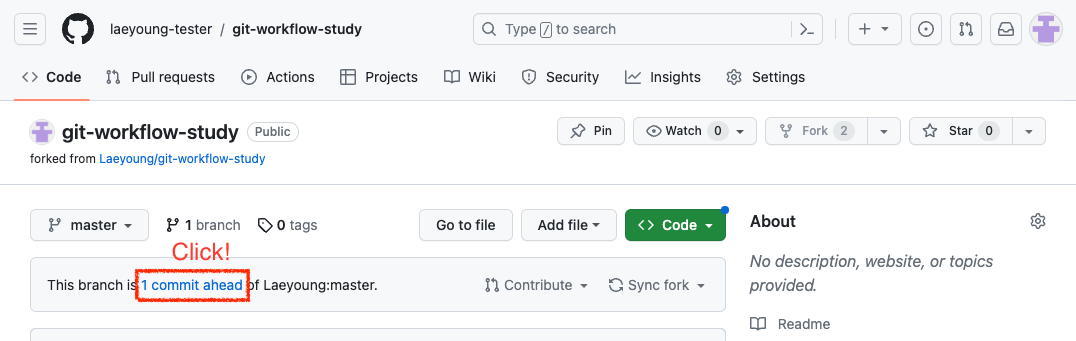 laeyoung-tester / git-workflow-study
Type / to search
Code Pull requests Actions Projects Wiki Security Insights Settings
git-workflow-study Public
Pin Watch 0 Fork 2 Star 0
forked from Laeyoung/git-workflow-study
master 1 branch 0 tags Go to file Add file Code
About
Click!
No description, website, or topics
provided.
This branch is 1 commit ahead of Laeyoung:master. Contribute Sync fork
Readme